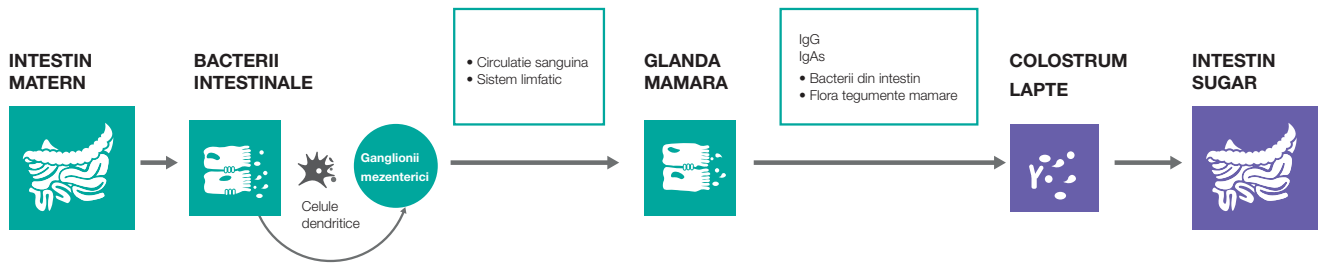 INTESTIN
MATERN
BACTERII
INTESTINALE
Celule
dendritice
Ganglionii
mezenterici
• Circulatie sanguina
• Sistem limfatic
GLANDA
MAMARA
IgG
IgAs
• Bacterii din intestin
• Flora tegumente mamare
COLOSTRUM
LAPTE
INTESTIN
SUGAR